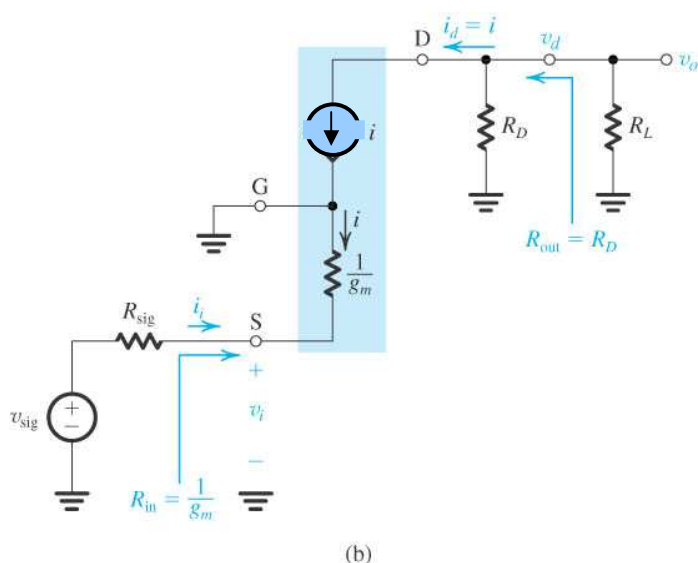 i_d = i
D
v_d
v_o
i
R_D
R_L
G
i
R_out = R_D
1/g_m
R_sig
i_i
S
+
v_sig
+
−
v_i
−
R_in = 1/g_m
(b)